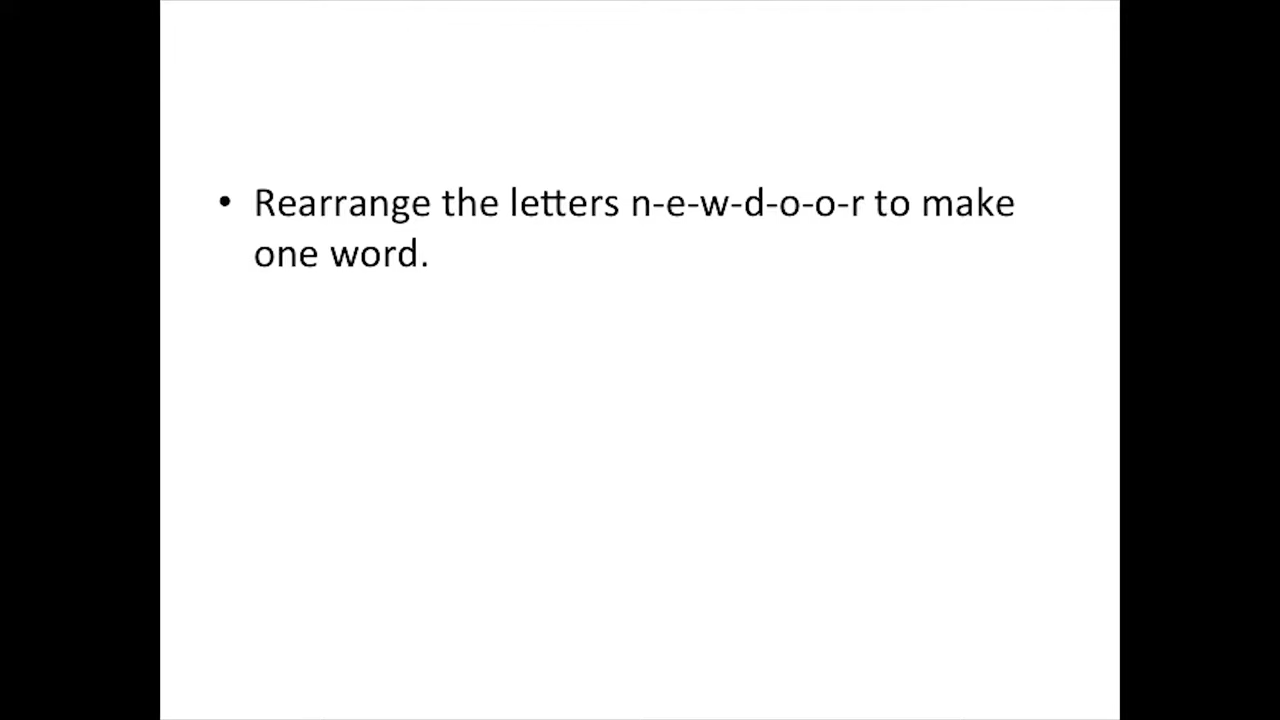 • Rearrange the letters n-e-w-d-o-o-r to make
one word.